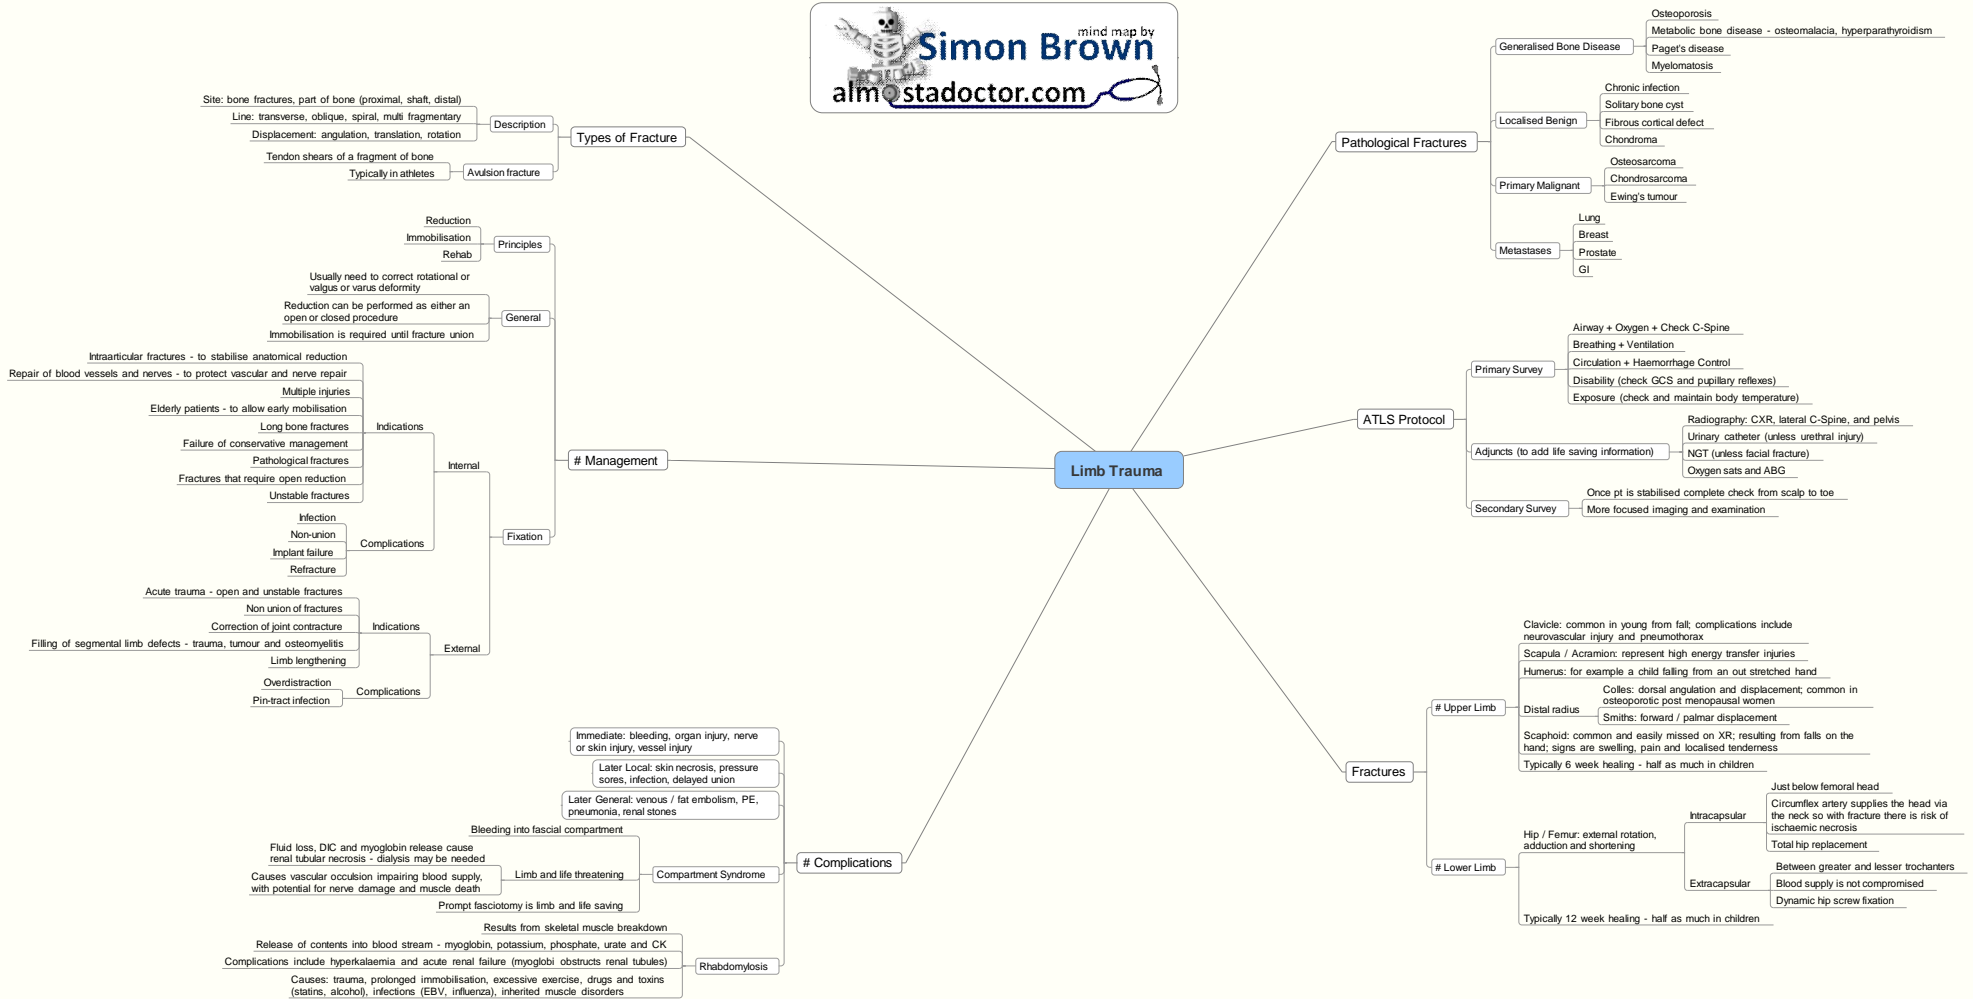 mind map by
Simon Brown
almostadoctor.com
Limb Trauma
Types of Fracture
Description
Site: bone fractures, part of bone (proximal, shaft, distal)
Line: transverse, oblique, spiral, multi fragmentary
Displacement: angulation, translation, rotation
Avulsion fracture
Tendon shears of a fragment of bone
Typically in athletes
# Management
Principles
Reduction
Immobilisation
Rehab
General
Usually need to correct rotational or
valgus or varus deformity
Reduction can be performed as either an
open or closed procedure
Immobilisation is required until fracture union
Fixation
Internal
Indications
Intraarticular fractures - to stabilise anatomical reduction
Repair of blood vessels and nerves - to protect vascular and nerve repair
Multiple injuries
Elderly patients - to allow early mobilisation
Long bone fractures
Failure of conservative management
Pathological fractures
Fractures that require open reduction
Unstable fractures
Complications
Infection
Non-union
Implant failure
Refracture
External
Indications
Acute trauma - open and unstable fractures
Non union of fractures
Correction of joint contracture
Filling of segmental limb defects - trauma, tumour and osteomyelitis
Limb lengthening
Complications
Overdistraction
Pin-tract infection
# Complications
Immediate: bleeding, organ injury, nerve
or skin injury, vessel injury
Later Local: skin necrosis, pressure
sores, infection, delayed union
Later General: venous / fat embolism, PE,
pneumonia, renal stones
Compartment Syndrome
Bleeding into fascial compartment
Limb and life threatening
Fluid loss, DIC and myoglobin release cause
renal tubular necrosis - dialysis may be needed
Causes vascular occulsion impairing blood supply,
with potential for nerve damage and muscle death
Prompt fasciotomy is limb and life saving
Rhabdomylosis
Results from skeletal muscle breakdown
Release of contents into blood stream - myoglobin, potassium, phosphate, urate and CK
Complications include hyperkalaemia and acute renal failure (myoglobi obstructs renal tubules)
Causes: trauma, prolonged immobilisation, excessive exercise, drugs and toxins
(statins, alcohol), infections (EBV, influenza), inherited muscle disorders
Pathological Fractures
Generalised Bone Disease
Osteoporosis
Metabolic bone disease - osteomalacia, hyperparathyroidism
Paget's disease
Myelomatosis
Localised Benign
Chronic infection
Solitary bone cyst
Fibrous cortical defect
Chondroma
Primary Malignant
Osteosarcoma
Chondrosarcoma
Ewing's tumour
Metastases
Lung
Breast
Prostate
GI
ATLS Protocol
Primary Survey
Airway + Oxygen + Check C-Spine
Breathing + Ventilation
Circulation + Haemorrhage Control
Disability (check GCS and pupillary reflexes)
Exposure (check and maintain body temperature)
Adjuncts (to add life saving information)
Radiography: CXR, lateral C-Spine, and pelvis
Urinary catheter (unless urethral injury)
NGT (unless facial fracture)
Oxygen sats and ABG
Secondary Survey
Once pt is stabilised complete check from scalp to toe
More focused imaging and examination
Fractures
# Upper Limb
Clavicle: common in young from fall; complications include
neurovascular injury and pneumothorax
Scapula / Acramion: represent high energy transfer injuries
Humerus: for example a child falling from an out stretched hand
Distal radius
Colles: dorsal angulation and displacement; common in
osteoporotic post menopausal women
Smiths: forward / palmar displacement
Scaphoid: common and easily missed on XR; resulting from falls on the
hand; signs are swelling, pain and localised tenderness
Typically 6 week healing - half as much in children
# Lower Limb
Hip / Femur: external rotation,
adduction and shortening
Intracapsular
Just below femoral head
Circumflex artery supplies the head via
the neck so with fracture there is risk of
ischaemic necrosis
Total hip replacement
Extracapsular
Between greater and lesser trochanters
Blood supply is not compromised
Dynamic hip screw fixation
Typically 12 week healing - half as much in children